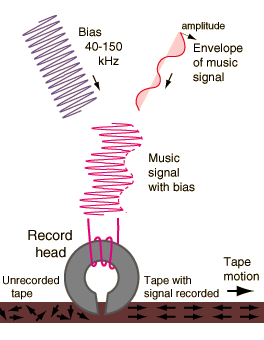 Bias
40-150
kHz
amplitude
Envelope
of music
signal
Music
signal
with bias
Record
head
Unrecorded
tape
Tape with
signal recorded
Tape
motion